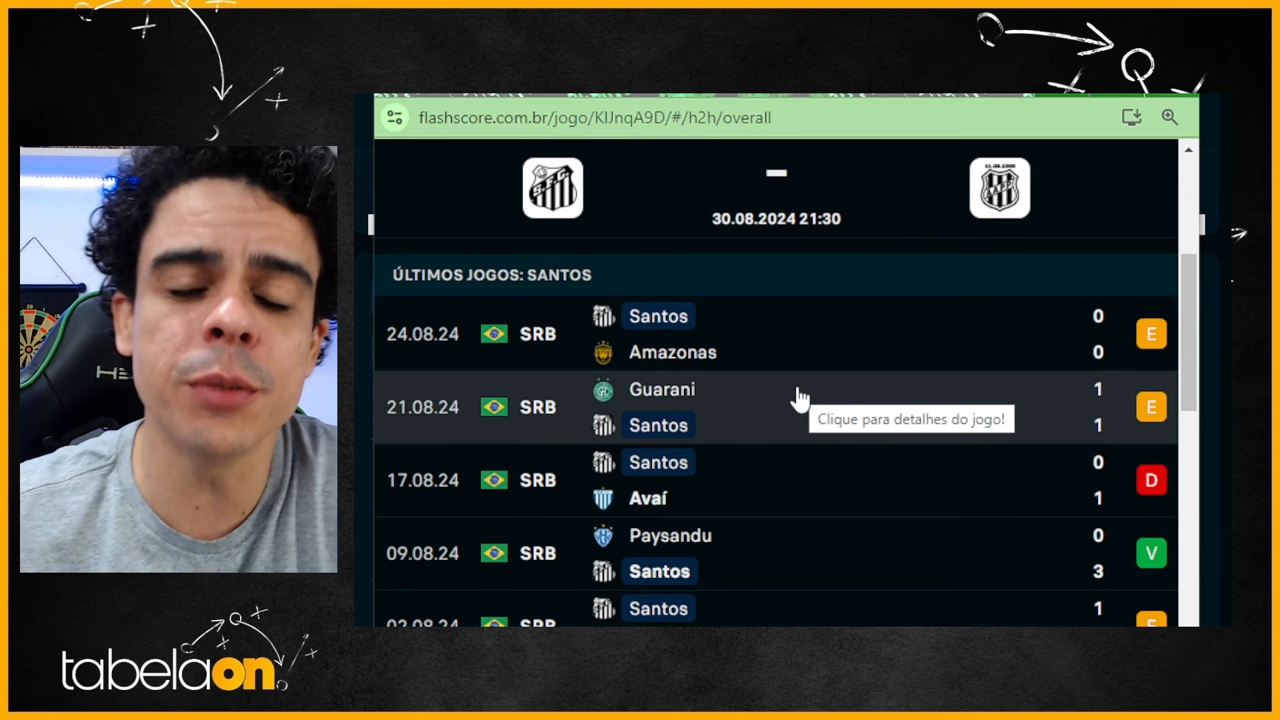 flashscore.com.br/jogo/KIJnqA9D/#/h2h/overall
30.08.2024 21:30
ÚLTIMOS JOGOS: SANTOS
24.08.24 SRB Santos 0 E
Amazonas 0
21.08.24 SRB Guarani 1 E
Clique para detalhes do jogo!
Santos 1
17.08.24 SRB Santos 0 D
Avaí 1
09.08.24 SRB Paysandu 0 V
Santos 3
Santos 1
tabelaon